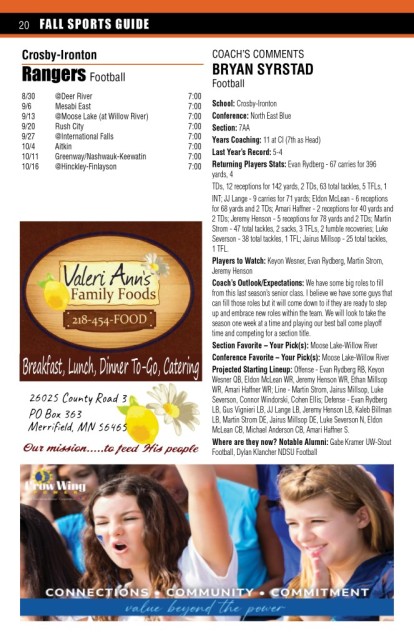 20 FALL SPORTS GUIDE
Crosby-Ironton
Rangers Football
8/30 @Deer River 7:00
9/6 Mesabi East 7:00
9/13 @Moose Lake (at Willow River) 7:00
9/20 Rush City 7:00
9/27 @International Falls 7:00
10/4 Aitkin 7:00
10/11 Greenway/Nashwauk-Keewatin 7:00
10/16 @Hinckley-Finlayson 7:00
Valeri Ann's
Family Foods
218-454-FOOD
Breakfast, Lunch, Dinner To-Go, Catering
26025 County Road 3
PO Box 363
Merrifield, MN 56465
Our mission.....to feed His people
COACH'S COMMENTS
BRYAN SYRSTAD
Football
School: Crosby-Ironton
Conference: North East Blue
Section: 7AA
Years Coaching: 11 at CI (7th as Head)
Last Year's Record: 5-4
Returning Players Stats: Evan Rydberg - 67 carries for 396
yards, 4
TDs, 12 receptions for 142 yards, 2 TDs, 63 total tackles, 5 TFLs, 1
INT; JJ Lange - 9 carries for 71 yards; Eldon McLean - 6 receptions
for 68 yards and 2 TDs; Amari Haffner - 2 receptions for 40 yards and
2 TDs; Jeremy Henson - 5 receptions for 78 yards and 2 TDs; Martin
Strom - 47 total tackles, 2 sacks, 3 TFLs, 2 fumble recoveries; Luke
Severson - 38 total tackles, 1 TFL; Jairus Millsop - 25 total tackles,
1 TFL.
Players to Watch: Keyon Wesner, Evan Rydberg, Martin Strom,
Jeremy Henson
Coach's Outlook/Expectations: We have some big roles to fill
from this last season's senior class. I believe we have some guys that
can fill those roles but it will come down to if they are ready to step
up and embrace new roles within the team. We will look to take the
season one week at a time and playing our best ball come playoff
time and competing for a section title.
Section Favorite – Your Pick(s): Moose Lake-Willow River
Conference Favorite – Your Pick(s): Moose Lake-Willow River
Projected Starting Lineup: Offense - Evan Rydberg RB, Keyon
Wesner QB, Eldon McLean WR, Jeremy Henson WR, Ethan Millsop
WR, Amari Haffner WR; Line - Martin Strom, Jairus Millsop, Luke
Severson, Connor Windorski, Cohen Ellis; Defense - Evan Rydberg
LB, Gus Vignieri LB, JJ Lange LB, Jeremy Henson LB, Kaleb Billman
LB, Martin Strom DE, Jairus Millsop DE, Luke Severson N, Eldon
McLean CB, Michael Anderson CB, Amari Haffner S.
Where are they now? Notable Alumni: Gabe Kramer UW-Stout
Football, Dylan Klancher NDSU Football
Crow Wing
POWER
CONNECTIONS • COMMUNITY • COMMITMENT
value beyond the power